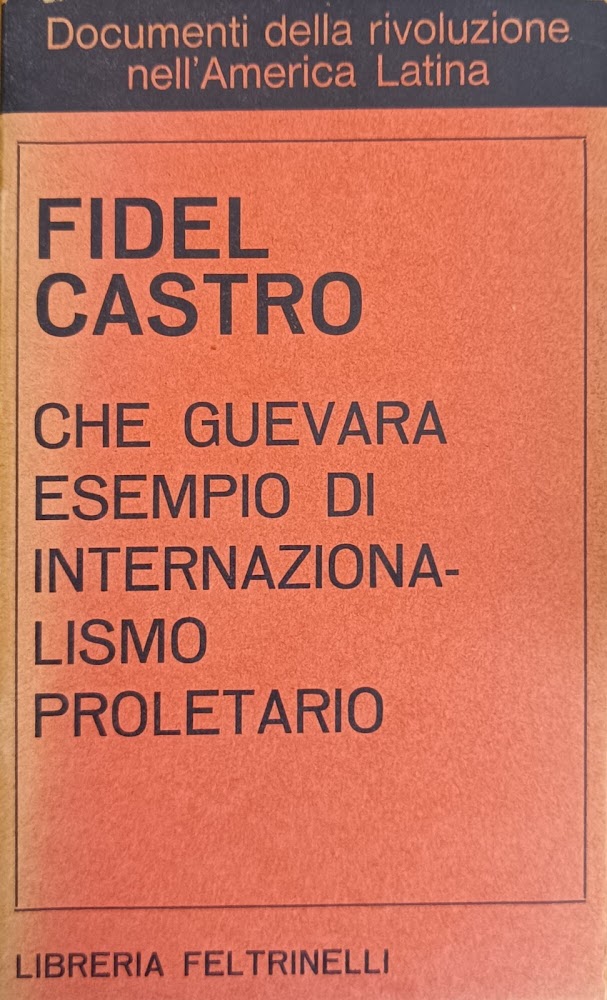 Documenti della rivoluzione
nell'America Latina
FIDEL
CASTRO
CHE GUEVARA
ESEMPIO DI
INTERNAZIONA-
LISMO
PROLETARIO
LIBRERIA FELTRINELLI